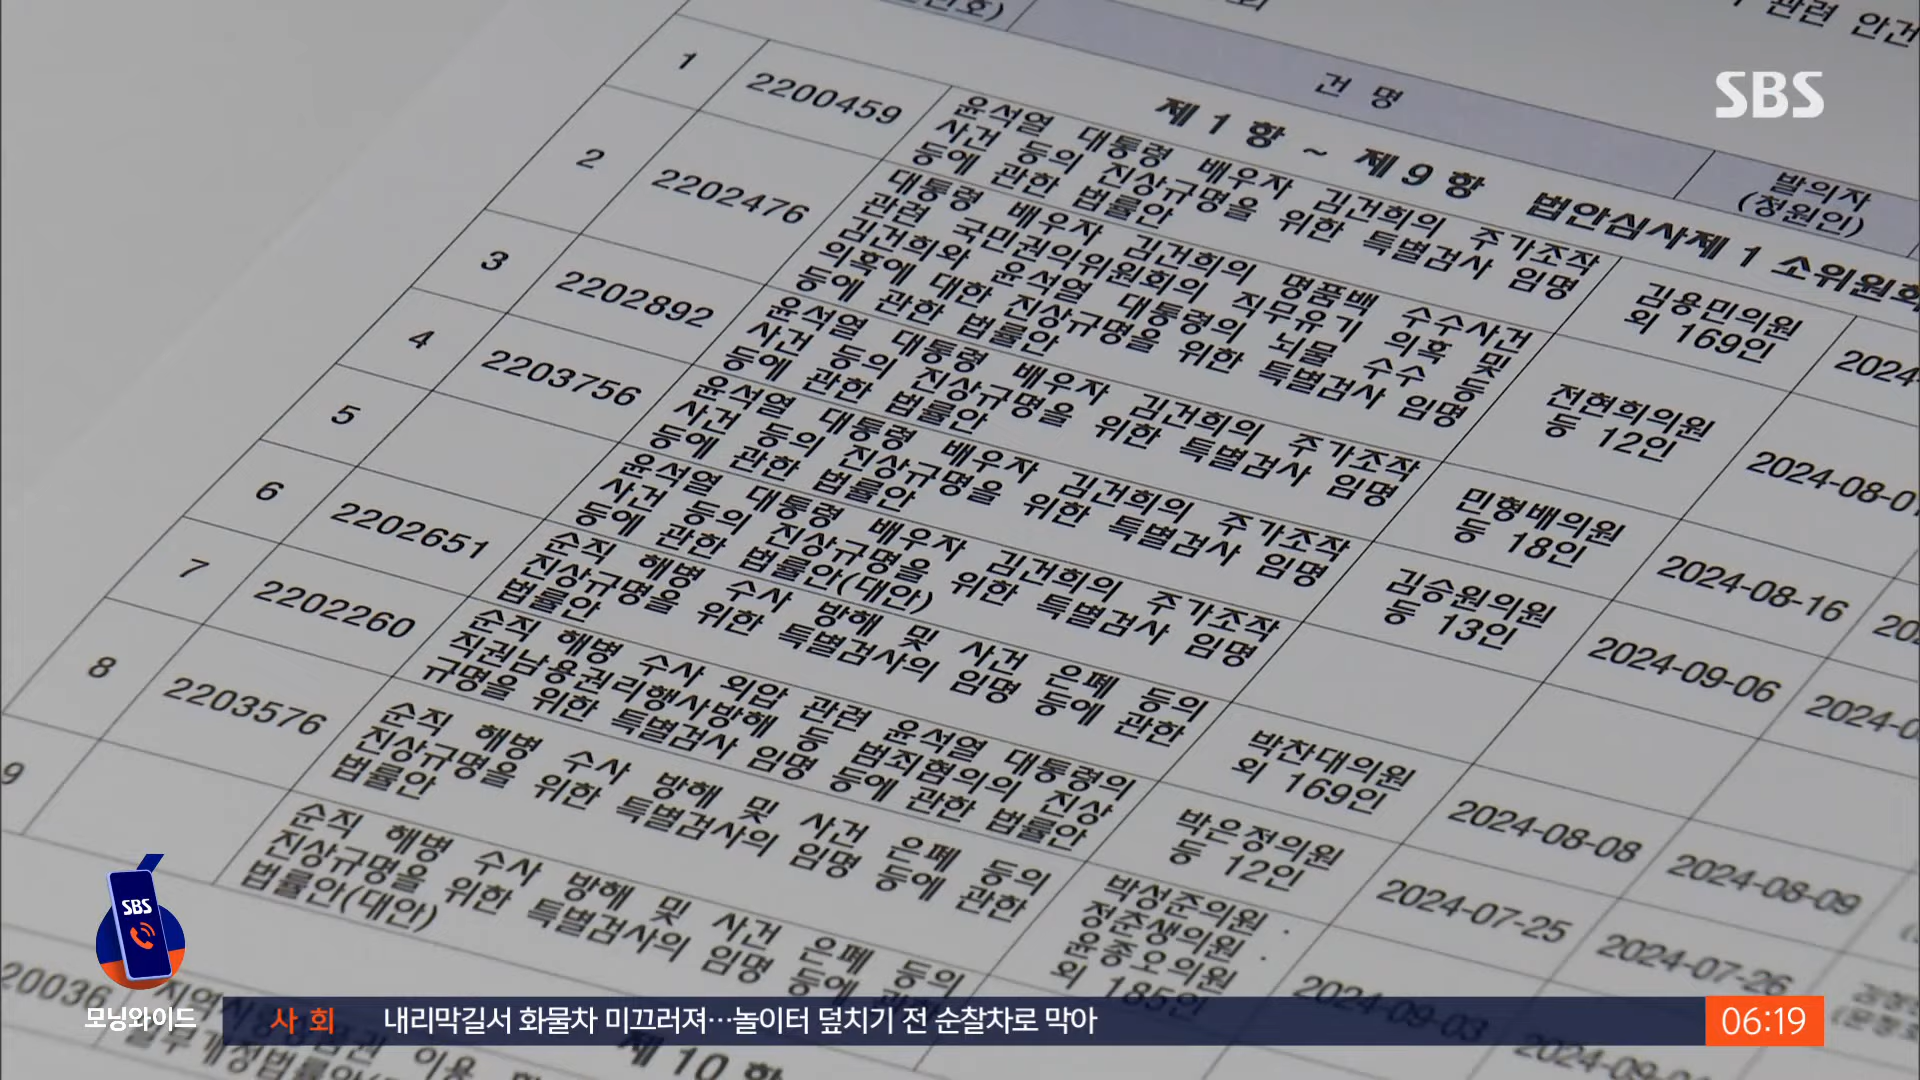 관련 안건
SBS
건 명
발의자
(청원인)
제1항 ~ 제9항 법안심사제1소위원회
1
2200459
윤석열 대통령 배우자 김건희의 주가조작
사건 등의 진상규명을 위한 특별검사 임명
등에 관한 법률안
김용민의원
외 169인
2024-
2
2202476
대통령 배우자 김건희의 명품백 수수사건
관련 국민권익위원회의 직무유기 의혹 및
김건희와 윤석열 대통령의 뇌물 수수 등
의혹에 대한 진상규명을 위한 특별검사 임명
등에 관한 법률안
전현희의원
등 12인
2024-08-01
3
2202892
윤석열 대통령 배우자 김건희의 주가조작
사건 등의 진상규명을 위한 특별검사 임명
등에 관한 법률안
민형배의원
등 18인
2024-08-16
4
2203756
윤석열 대통령 배우자 김건희의 주가조작
사건 등의 진상규명을 위한 특별검사 임명
등에 관한 법률안
김승원의원
등 13인
2024-09-06
5
윤석열 대통령 배우자 김건희의 주가조작
사건 등의 진상규명을 위한 특별검사 임명
등에 관한 법률안(대안)
6
2202651
순직 해병 수사 방해 및 사건 은폐 등의
진상규명을 위한 특별검사의 임명 등에 관한
법률안
박찬대의원
외 169인
2024-08-08
2024-08-09
7
2202260
순직 해병 수사 외압 관련 윤석열 대통령의
직권남용권리행사방해 등 범죄혐의의 진상
규명을 위한 특별검사 임명 등에 관한 법률안
박은정의원
등 12인
2024-07-25
2024-07-26
8
2203576
순직 해병 수사 방해 및 사건 은폐 등의
진상규명을 위한 특별검사의 임명 등에 관한
법률안
박성준의원·
정춘생의원·
윤종오의원
외 185인
2024-09-03
9
순직 해병 수사 방해 및 사건 은폐 등의
진상규명을 위한 특별검사의 임명 등에 관한
법률안(대안)
제10항
SBS
모닝와이드
사회
내리막길서 화물차 미끄러져…놀이터 덮치기 전 순찰차로 막아
06:19